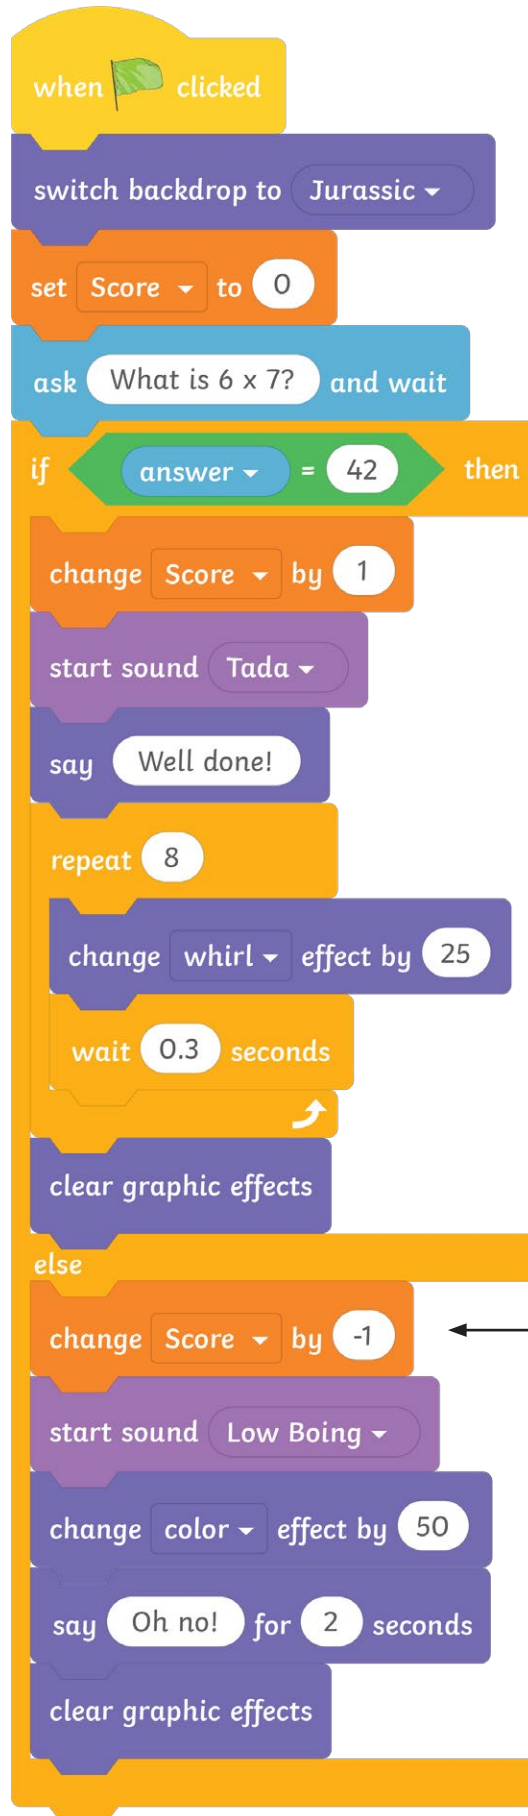 when clicked
switch backdrop to Jurassic
set Score to 0
ask What is 6 x 7? and wait
if answer = 42 then
change Score by 1
start sound Tada
say Well done!
repeat 8
change whirl effect by 25
wait 0.3 seconds
clear graphic effects
else
change Score by -1
start sound Low Boing
change color effect by 50
say Oh no! for 2 seconds
clear graphic effects